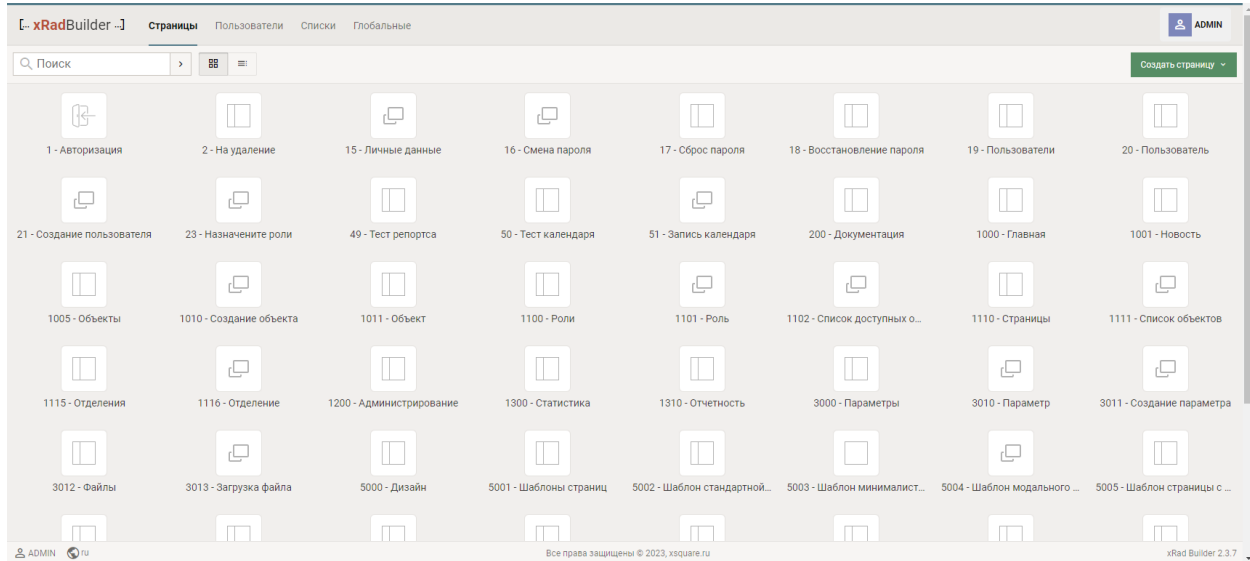 [... xRadBuilder ...] Страницы Пользователи Списки Глобальные ADMIN
Поиск Создать страницу
1 - Авторизация 2 - На удаление 15 - Личные данные 16 - Смена пароля 17 - Сброс пароля 18 - Восстановление пароля 19 - Пользователи 20 - Пользователь
21 - Создание пользователя 23 - Назначените роли 49 - Тест репортса 50 - Тест календаря 51 - Запись календаря 200 - Документация 1000 - Главная 1001 - Новость
1005 - Объекты 1010 - Создание объекта 1011 - Объект 1100 - Роли 1101 - Роль 1102 - Список доступных о... 1110 - Страницы 1111 - Список объектов
1115 - Отделения 1116 - Отделение 1200 - Администрирование 1300 - Статистика 1310 - Отчетность 3000 - Параметры 3010 - Параметр 3011 - Создание параметра
3012 - Файлы 3013 - Загрузка файла 5000 - Дизайн 5001 - Шаблоны страниц 5002 - Шаблон стандартной... 5003 - Шаблон минималист... 5004 - Шаблон модального ... 5005 - Шаблон страницы с ...
ADMIN ru Все права защищены © 2023, xsquare.ru xRad Builder 2.3.7